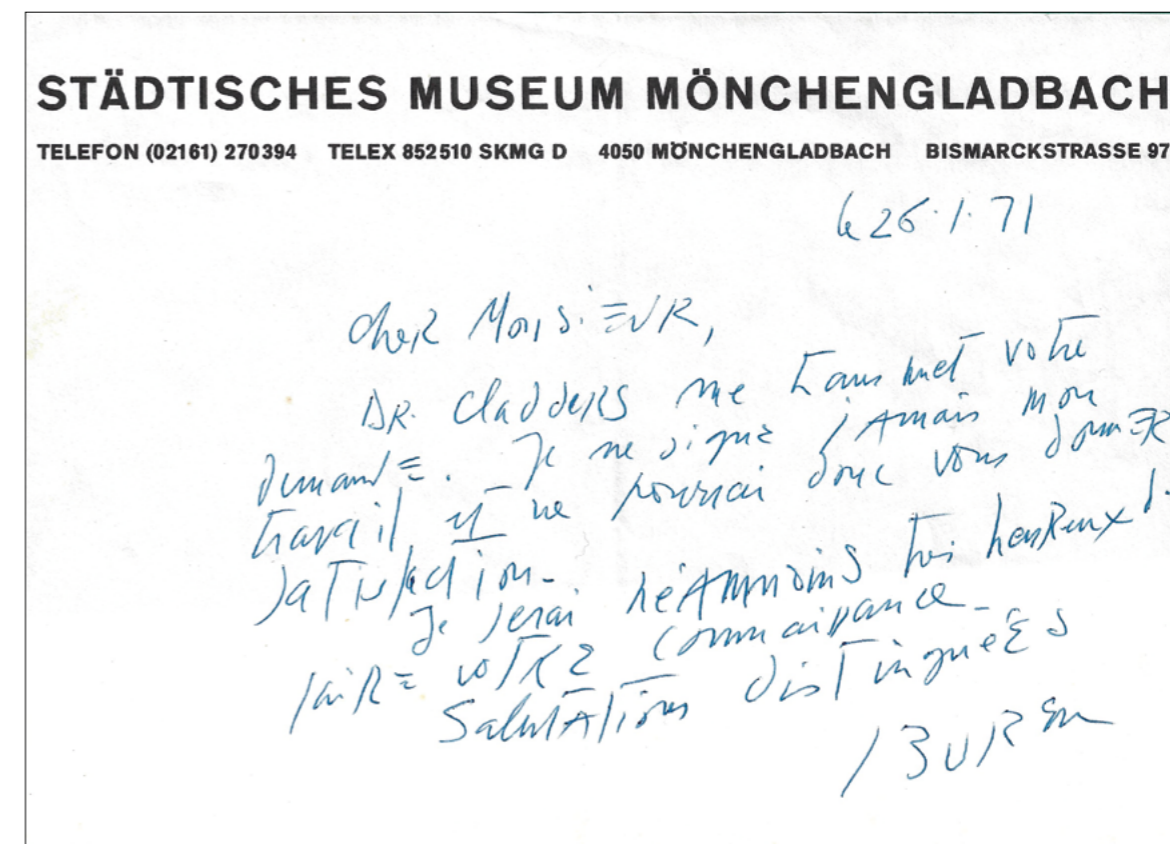 STÄDTISCHES MUSEUM MÖNCHENGLADBACH
TELEFON (02161) 270394 TELEX 852510 SKMG D 4050 MÖNCHENGLADBACH BISMARCKSTRASSE 97
le 26.1.71
Cher Monsieur,
DR. Cladders me transmet votre
demande. Je ne signe jamais mon
travail et ne pourrai donc vous donner
satisfaction.
Je serai néAnmoins très heureux de
faire votre connaissance.
Salutations distinguées
BUREN